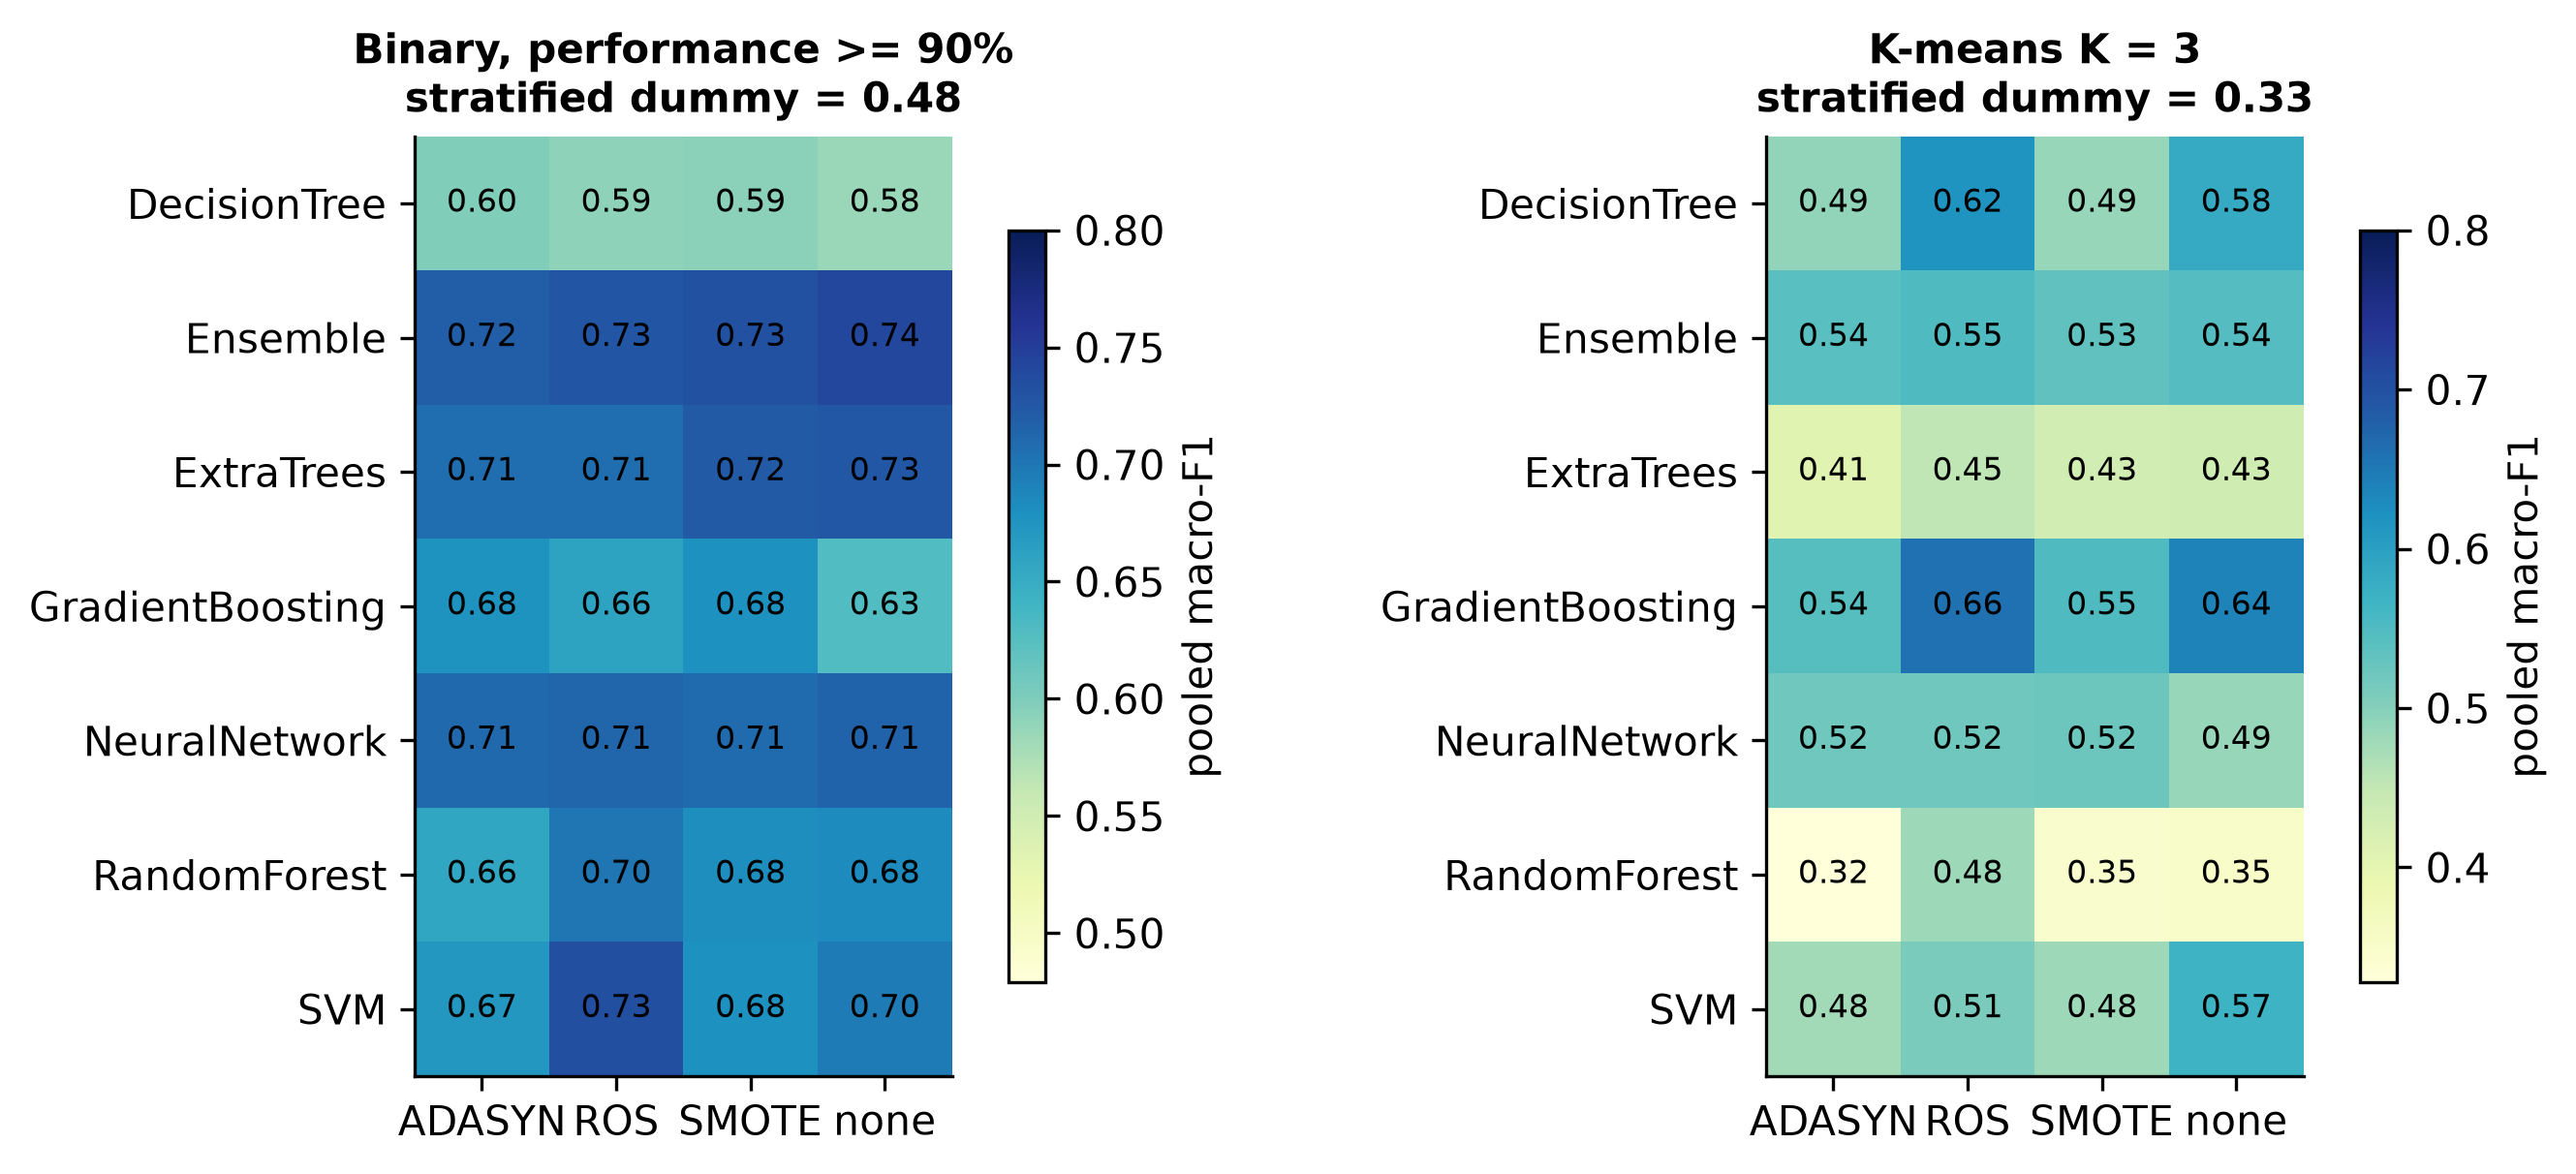 Binary, performance >= 90%
stratified dummy = 0.48
DecisionTree 0.60 0.59 0.59 0.58
Ensemble 0.72 0.73 0.73 0.74
ExtraTrees 0.71 0.71 0.72 0.73
GradientBoosting 0.68 0.66 0.68 0.63
NeuralNetwork 0.71 0.71 0.71 0.71
RandomForest 0.66 0.70 0.68 0.68
SVM 0.67 0.73 0.68 0.70
ADASYN ROS SMOTE none
0.80
0.75
0.70
0.65
0.60
0.55
0.50
pooled macro-F1
K-means K = 3
stratified dummy = 0.33
DecisionTree 0.49 0.62 0.49 0.58
Ensemble 0.54 0.55 0.53 0.54
ExtraTrees 0.41 0.45 0.43 0.43
GradientBoosting 0.54 0.66 0.55 0.64
NeuralNetwork 0.52 0.52 0.52 0.49
RandomForest 0.32 0.48 0.35 0.35
SVM 0.48 0.51 0.48 0.57
ADASYN ROS SMOTE none
0.8
0.7
0.6
0.5
0.4
pooled macro-F1